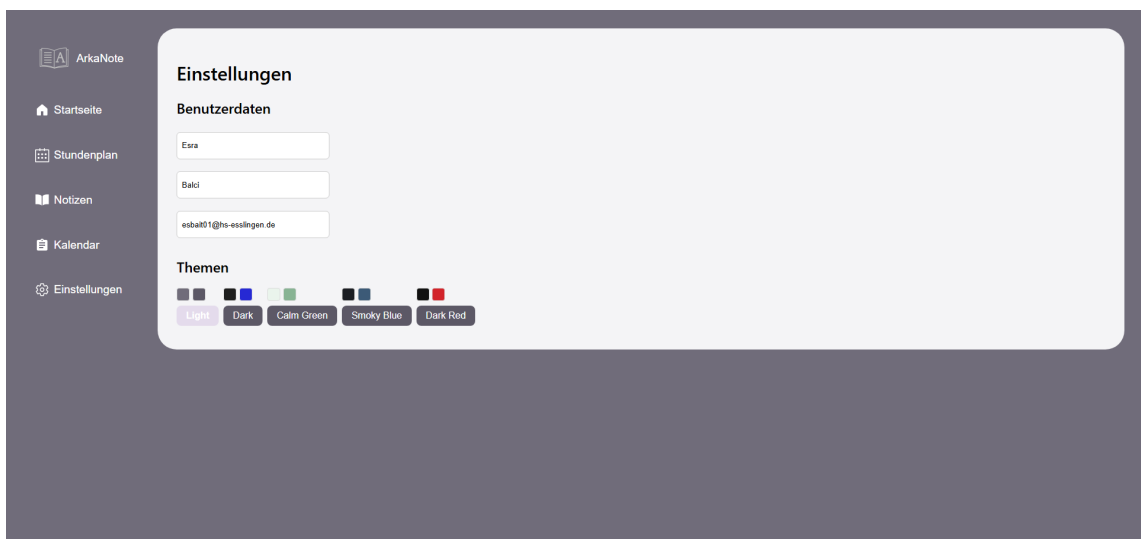 ArkaNote
Startseite
Stundenplan
Notizen
Kalendar
Einstellungen
Einstellungen
Benutzerdaten
Esra
Balci
esbait01@hs-esslingen.de
Themen
Light Dark Calm Green Smoky Blue Dark Red